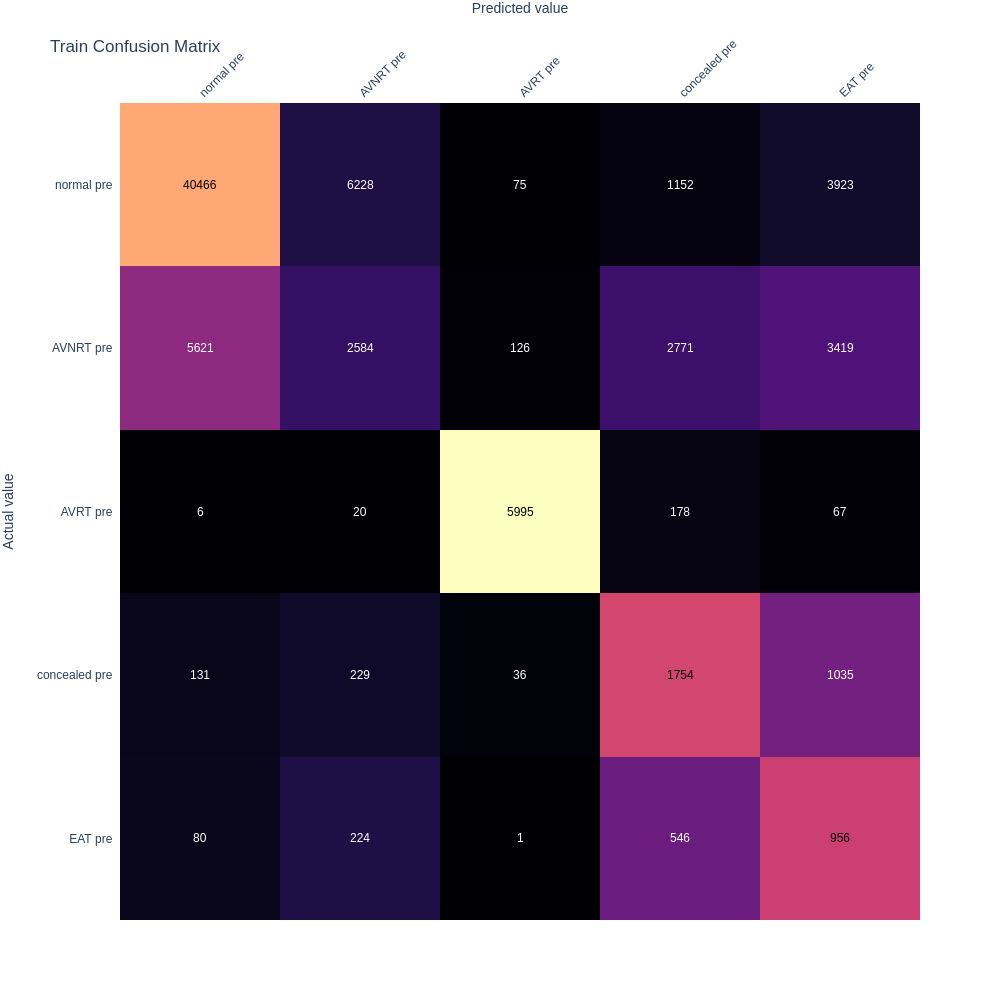 Predicted value
Train Confusion Matrix
normal pre AVNRT pre AVRT pre concealed pre EAT pre
normal pre 40466 6228 75 1152 3923
AVNRT pre 5621 2584 126 2771 3419
AVRT pre 6 20 5995 178 67
concealed pre 131 229 36 1754 1035
EAT pre 80 224 1 546 956
Actual value